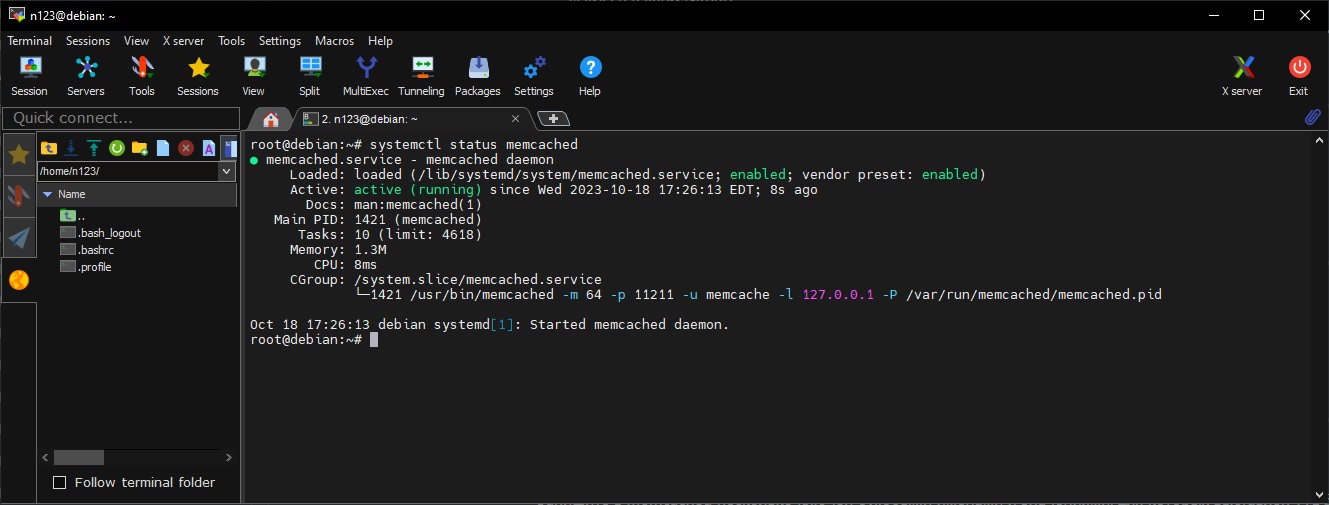 n123@debian: ~
Terminal Sessions View X server Tools Settings Macros Help
Session Servers Tools Sessions View Split MultiExec Tunneling Packages Settings Help X server Exit
Quick connect...
2. n123@debian: ~
/home/n123/
Name
..
.bash_logout
.bashrc
.profile
Follow terminal folder
root@debian:~# systemctl status memcached
● memcached.service - memcached daemon
Loaded: loaded (/lib/systemd/system/memcached.service; enabled; vendor preset: enabled)
Active: active (running) since Wed 2023-10-18 17:26:13 EDT; 8s ago
Docs: man:memcached(1)
Main PID: 1421 (memcached)
Tasks: 10 (limit: 4618)
Memory: 1.3M
CPU: 8ms
CGroup: /system.slice/memcached.service
└─1421 /usr/bin/memcached -m 64 -p 11211 -u memcache -l 127.0.0.1 -P /var/run/memcached/memcached.pid
Oct 18 17:26:13 debian systemd[1]: Started memcached daemon.
root@debian:~#